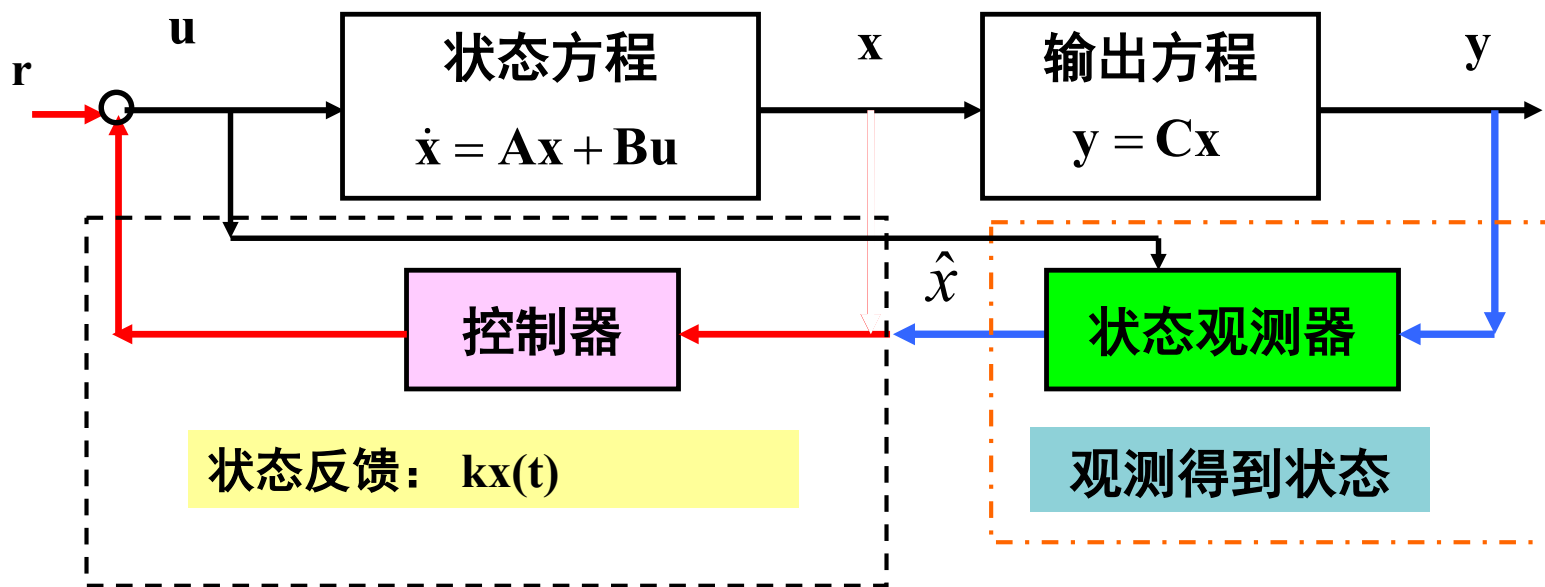 r
u
状态方程
ẋ = Ax + Bu
x
输出方程
y = Cx
y
控制器
x̂
状态观测器
状态反馈： kx(t)
观测得到状态